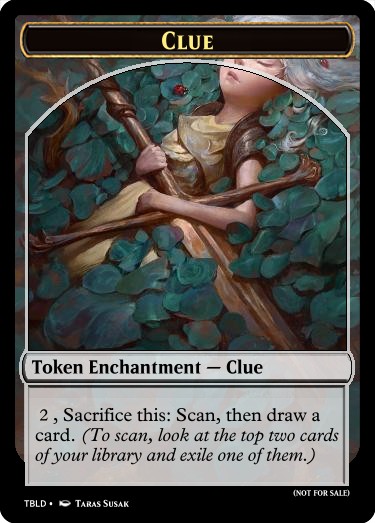 CLUE
Token Enchantment — Clue
2 , Sacrifice this: Scan, then draw a
card. (To scan, look at the top two cards
of your library and exile one of them.)
(NOT FOR SALE)
TBLD • TARAS SUSAK